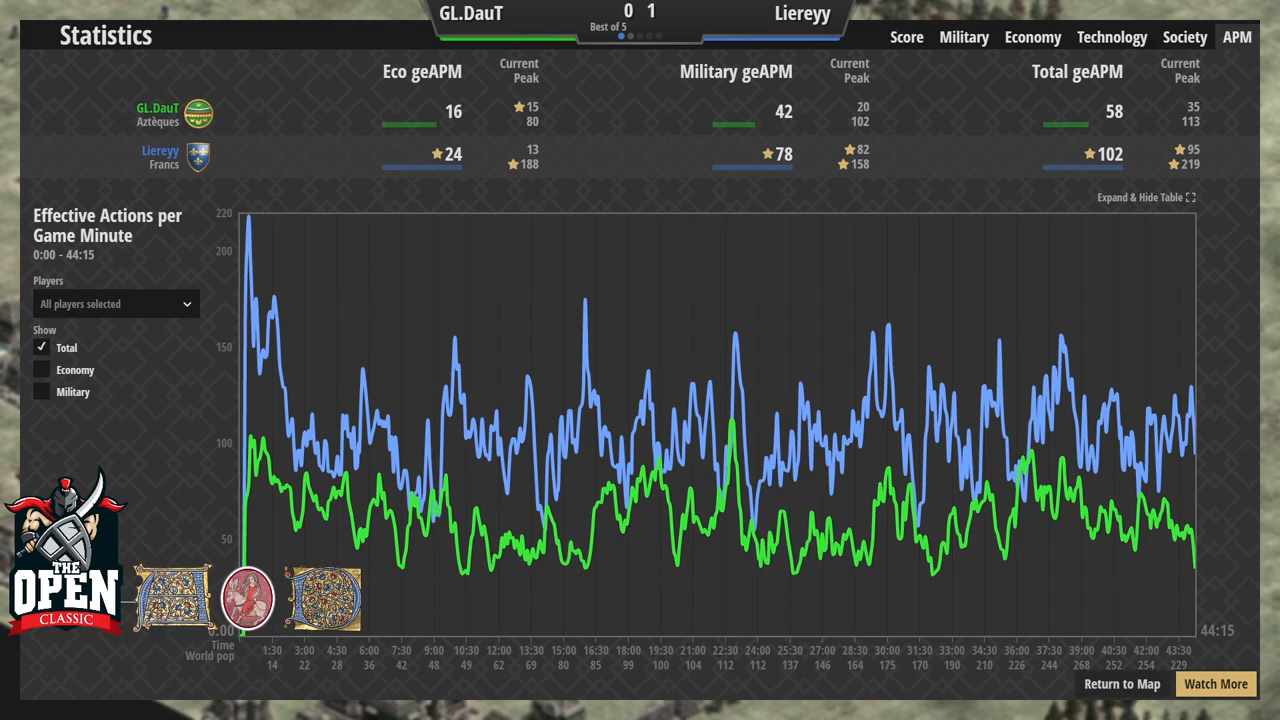 GL.DauT
0 1
Liereyy
Best of 5
Statistics
Score Military Economy Technology Society APM
Eco geAPM Current Peak Military geAPM Current Peak Total geAPM Current Peak
GL.DauT
Aztèques
16 15 80 42 20 102 58 35 113
Liereyy
Francs
24 13 188 78 82 158 102 95 219
Expand & Hide Table
Effective Actions per
Game Minute
0:00 - 44:15
Players
All players selected
Show
Total
Economy
Military
220
200
150
100
50
0.00
44:15
Time 1:30 3:00 4:30 6:00 7:30 9:00 10:30 12:00 13:30 15:00 16:30 18:00 19:30 21:00 22:30 24:00 25:30 27:00 28:30 30:00 31:30 33:00 34:30 36:00 37:30 39:00 40:30 42:00 43:30
World pop 14 22 28 36 42 48 49 62 69 80 85 99 100 104 112 112 137 146 164 175 170 190 210 226 244 268 252 254 229
THE
OPEN
CLASSIC
Return to Map
Watch More